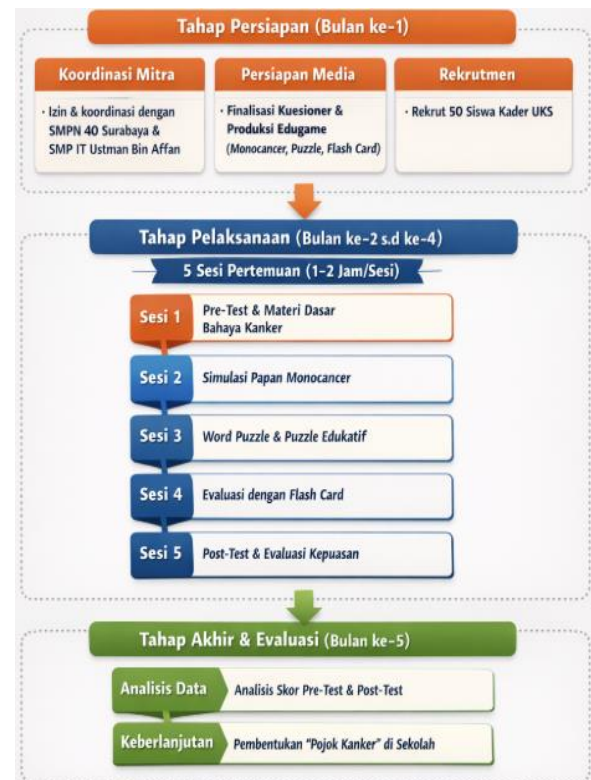 Tahap Persiapan (Bulan ke-1)
Koordinasi Mitra
· Izin & koordinasi dengan
SMPN 40 Surabaya &
SMP IT Ustman Bin Affan
Persiapan Media
· Finalisasi Kuesioner &
Produksi Edugame
(Monocancer, Puzzle, Flash Card)
Rekrutmen
· Rekrut 50 Siswa Kader UKS
Tahap Pelaksanaan (Bulan ke-2 s.d ke-4)
5 Sesi Pertemuan (1-2 Jam/Sesi)
Sesi 1
Pre-Test & Materi Dasar
Bahaya Kanker
Sesi 2
Simulasi Papan Monocancer
Sesi 3
Word Puzzle & Puzzle Edukatif
Sesi 4
Evaluasi dengan Flash Card
Sesi 5
Post-Test & Evaluasi Kepuasan
Tahap Akhir & Evaluasi (Bulan ke-5)
Analisis Data
Analisis Skor Pre-Test & Post-Test
Keberlanjutan
Pembentukan "Pojok Kanker" di Sekolah